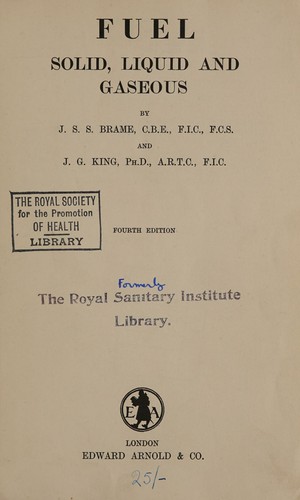 FUEL
SOLID, LIQUID AND
GASEOUS
BY
J. S. S. BRAME, C.B.E., F.I.C., F.C.S.
AND
J. G. KING, PH.D., A.R.T.C., F.I.C.
THE ROYAL SOCIETY
for the Promotion
OF HEALTH
LIBRARY
FOURTH EDITION
Formerly
The Royal Sanitary Institute
Library.
E A
LONDON
EDWARD ARNOLD & CO.
25/-